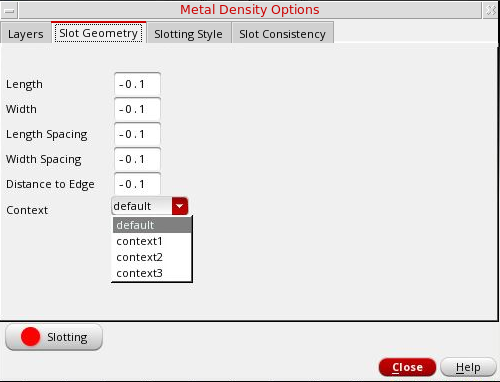 Metal Density Options
Layers Slot Geometry Slotting Style Slot Consistency
Length -0.1
Width -0.1
Length Spacing -0.1
Width Spacing -0.1
Distance to Edge -0.1
Context default
default
context1
context2
context3
Slotting
Close Help